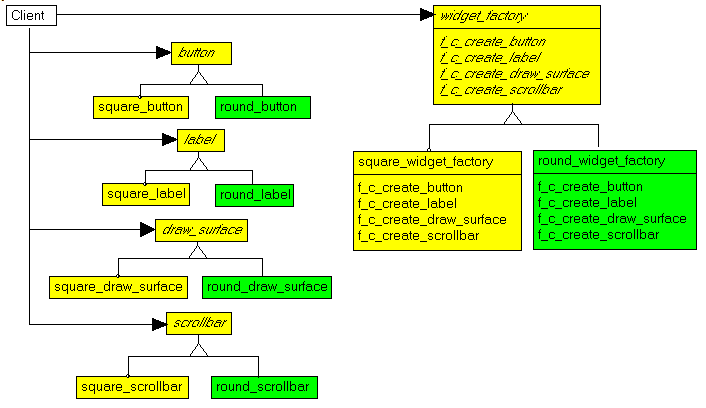 Client
widget_factory
f_c_create_button
f_c_create_label
f_c_create_draw_surface
f_c_create_scrollbar
button
square_button
round_button
label
square_label
round_label
draw_surface
square_draw_surface
round_draw_surface
scrollbar
square_scrollbar
round_scrollbar
square_widget_factory
f_c_create_button
f_c_create_label
f_c_create_draw_surface
f_c_create_scrollbar
round_widget_factory
f_c_create_button
f_c_create_label
f_c_create_draw_surface
f_c_create_scrollbar